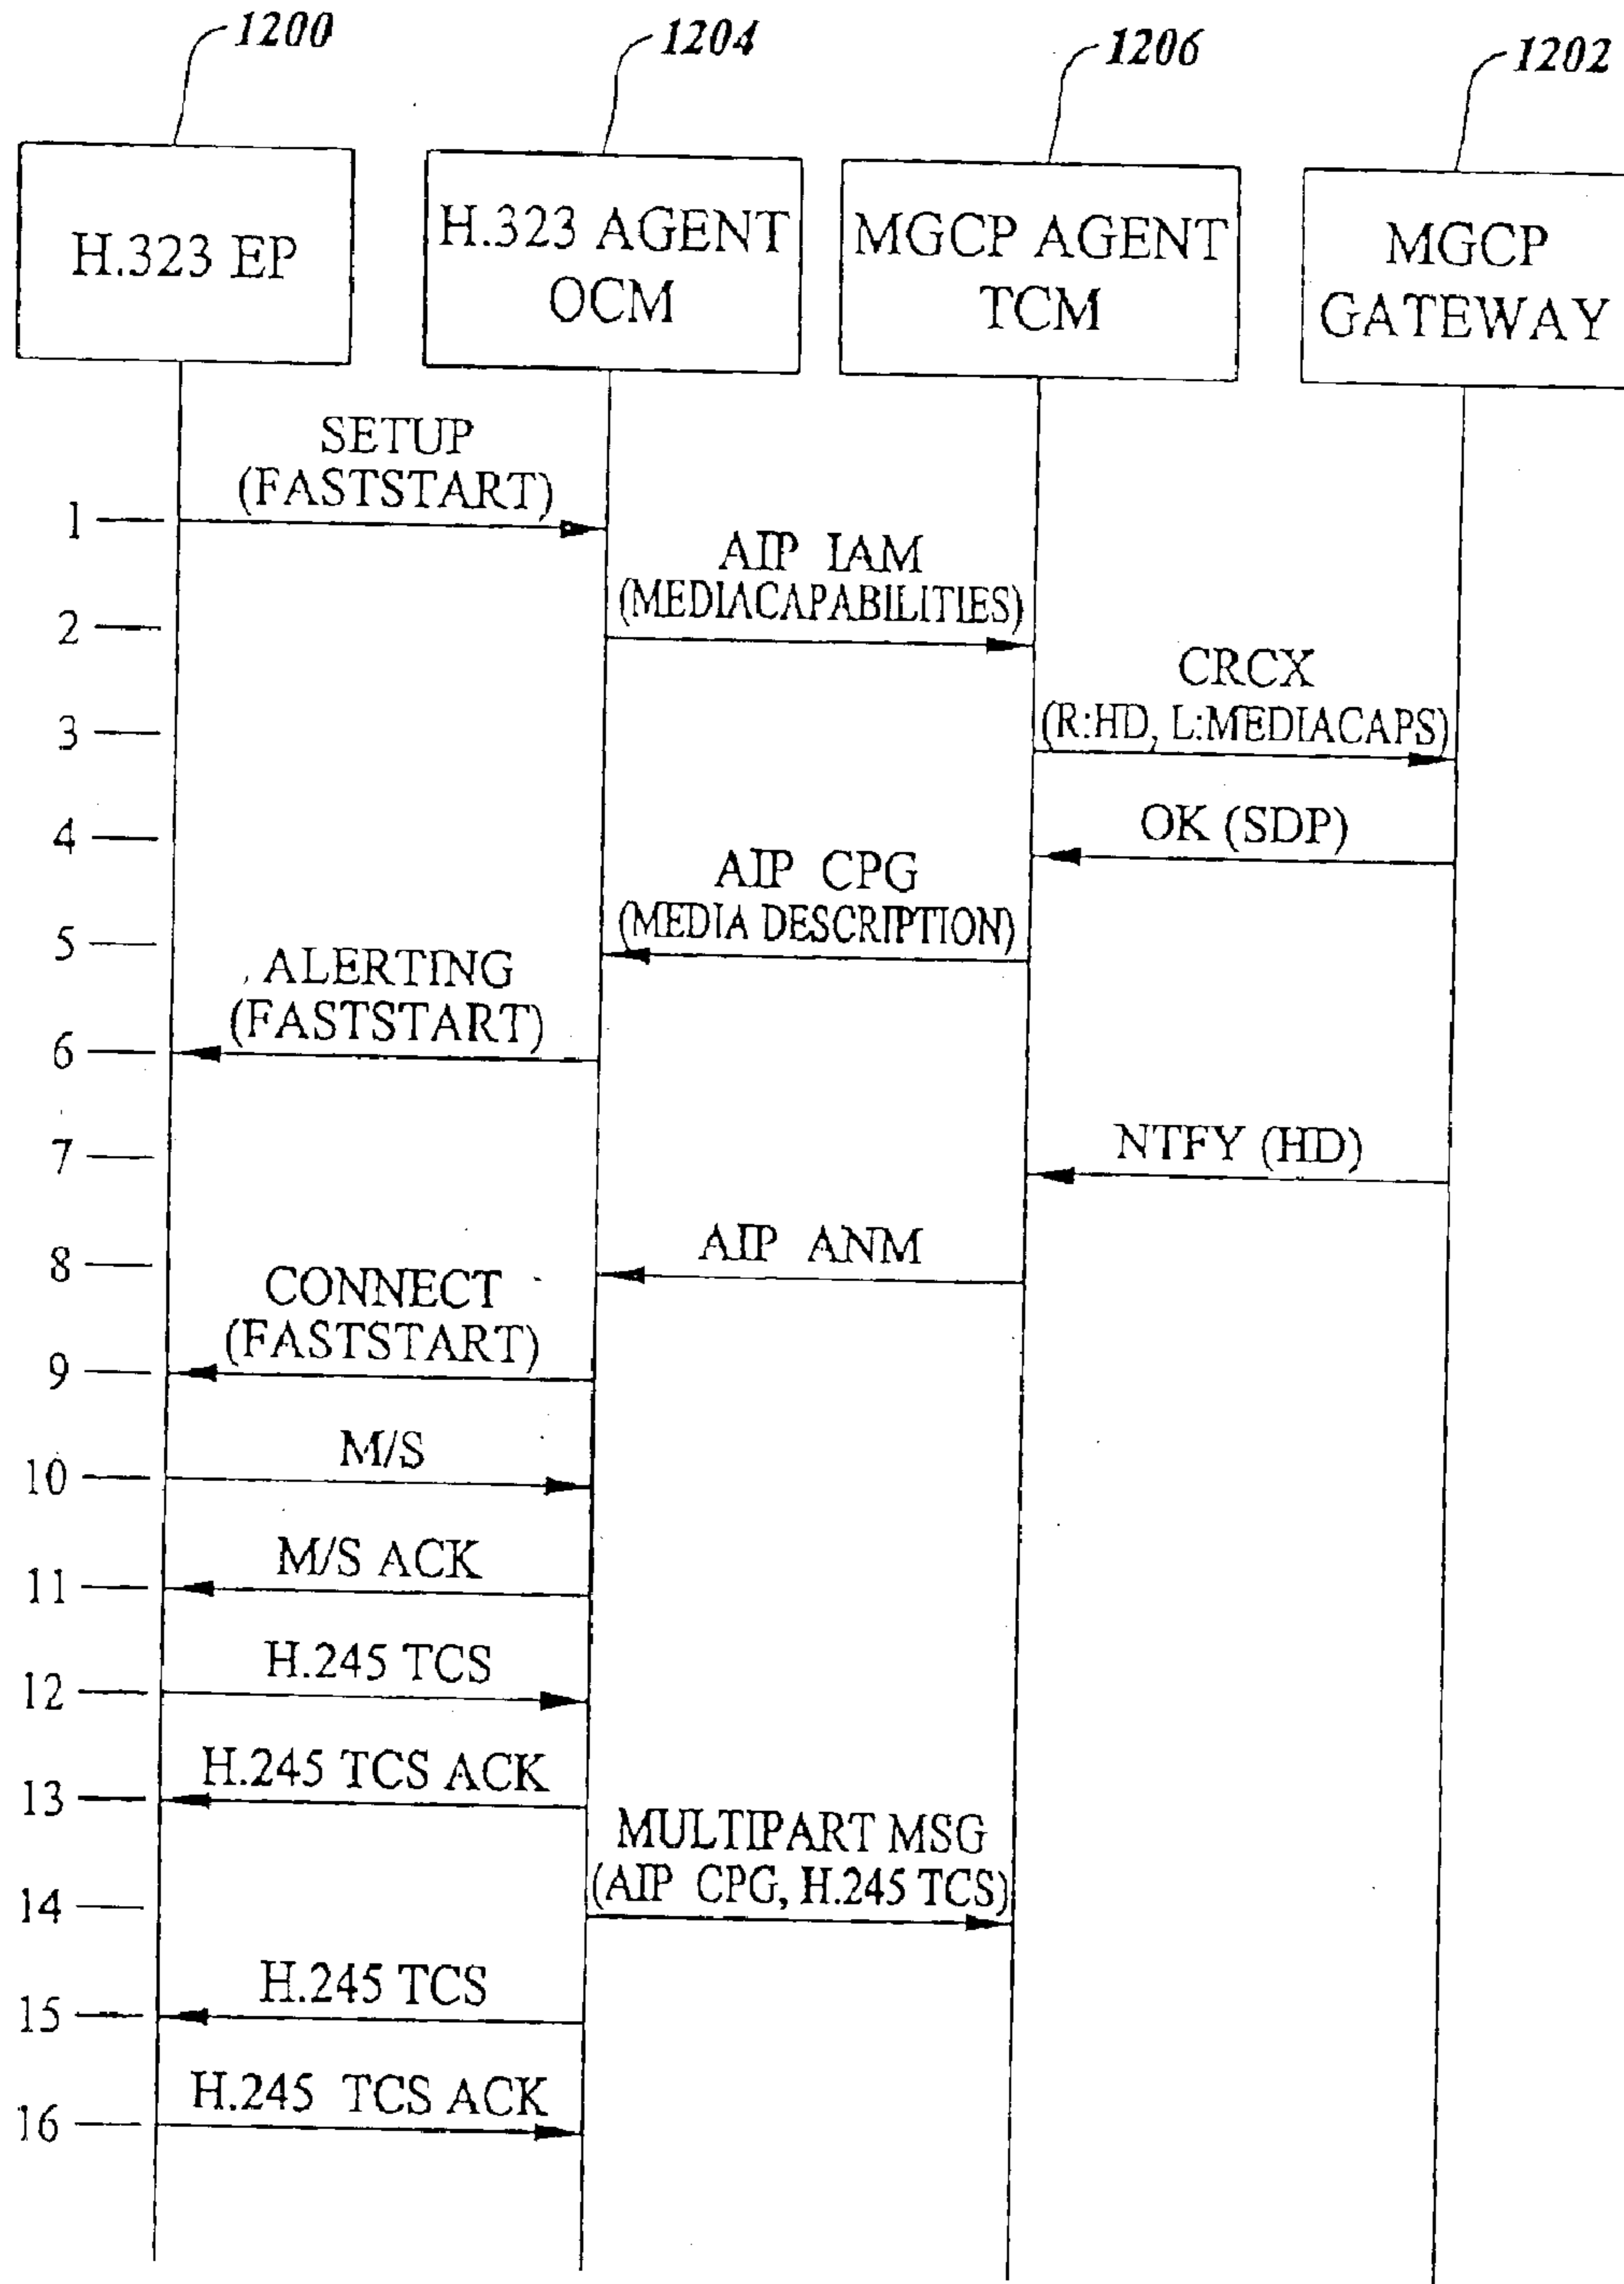 1200
1204
1206
1202
H.323 EP
H.323 AGENT
OCM
MGCP AGENT
TCM
MGCP
GATEWAY
SETUP
(FASTSTART)
1
AIP IAM
(MEDIACAPABILITIES)
2
CRCX
(R:HD, L:MEDIACAPS)
3
OK (SDP)
4
AIP CPG
(MEDIA DESCRIPTION)
5
ALERTING
(FASTSTART)
6
NTFY (HD)
7
AIP ANM
8
CONNECT
(FASTSTART)
9
M/S
10
M/S ACK
11
H.245 TCS
12
H.245 TCS ACK
13
MULTIPART MSG
(AIP CPG, H.245 TCS)
14
H.245 TCS
15
H.245 TCS ACK
16